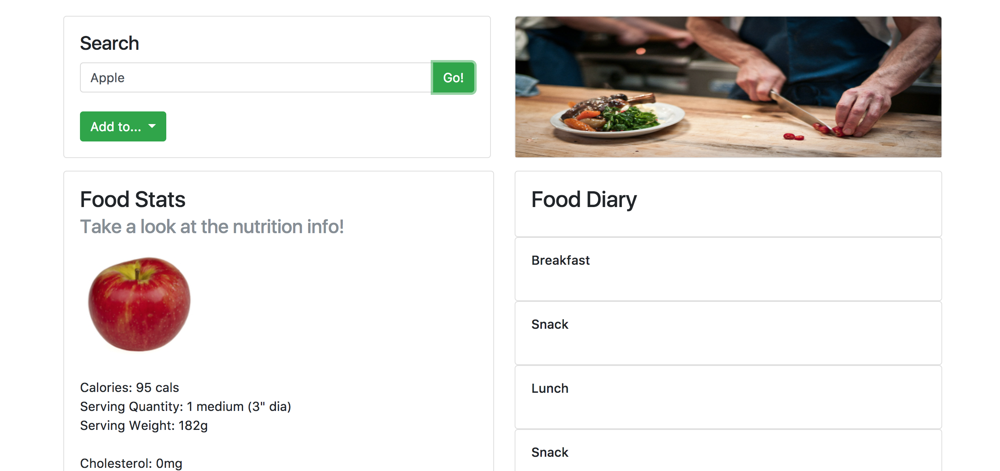 Search
Apple
Go!
Add to...
Food Stats
Take a look at the nutrition info!
Calories: 95 cals
Serving Quantity: 1 medium (3" dia)
Serving Weight: 182g
Cholesterol: 0mg
Food Diary
Breakfast
Snack
Lunch
Snack